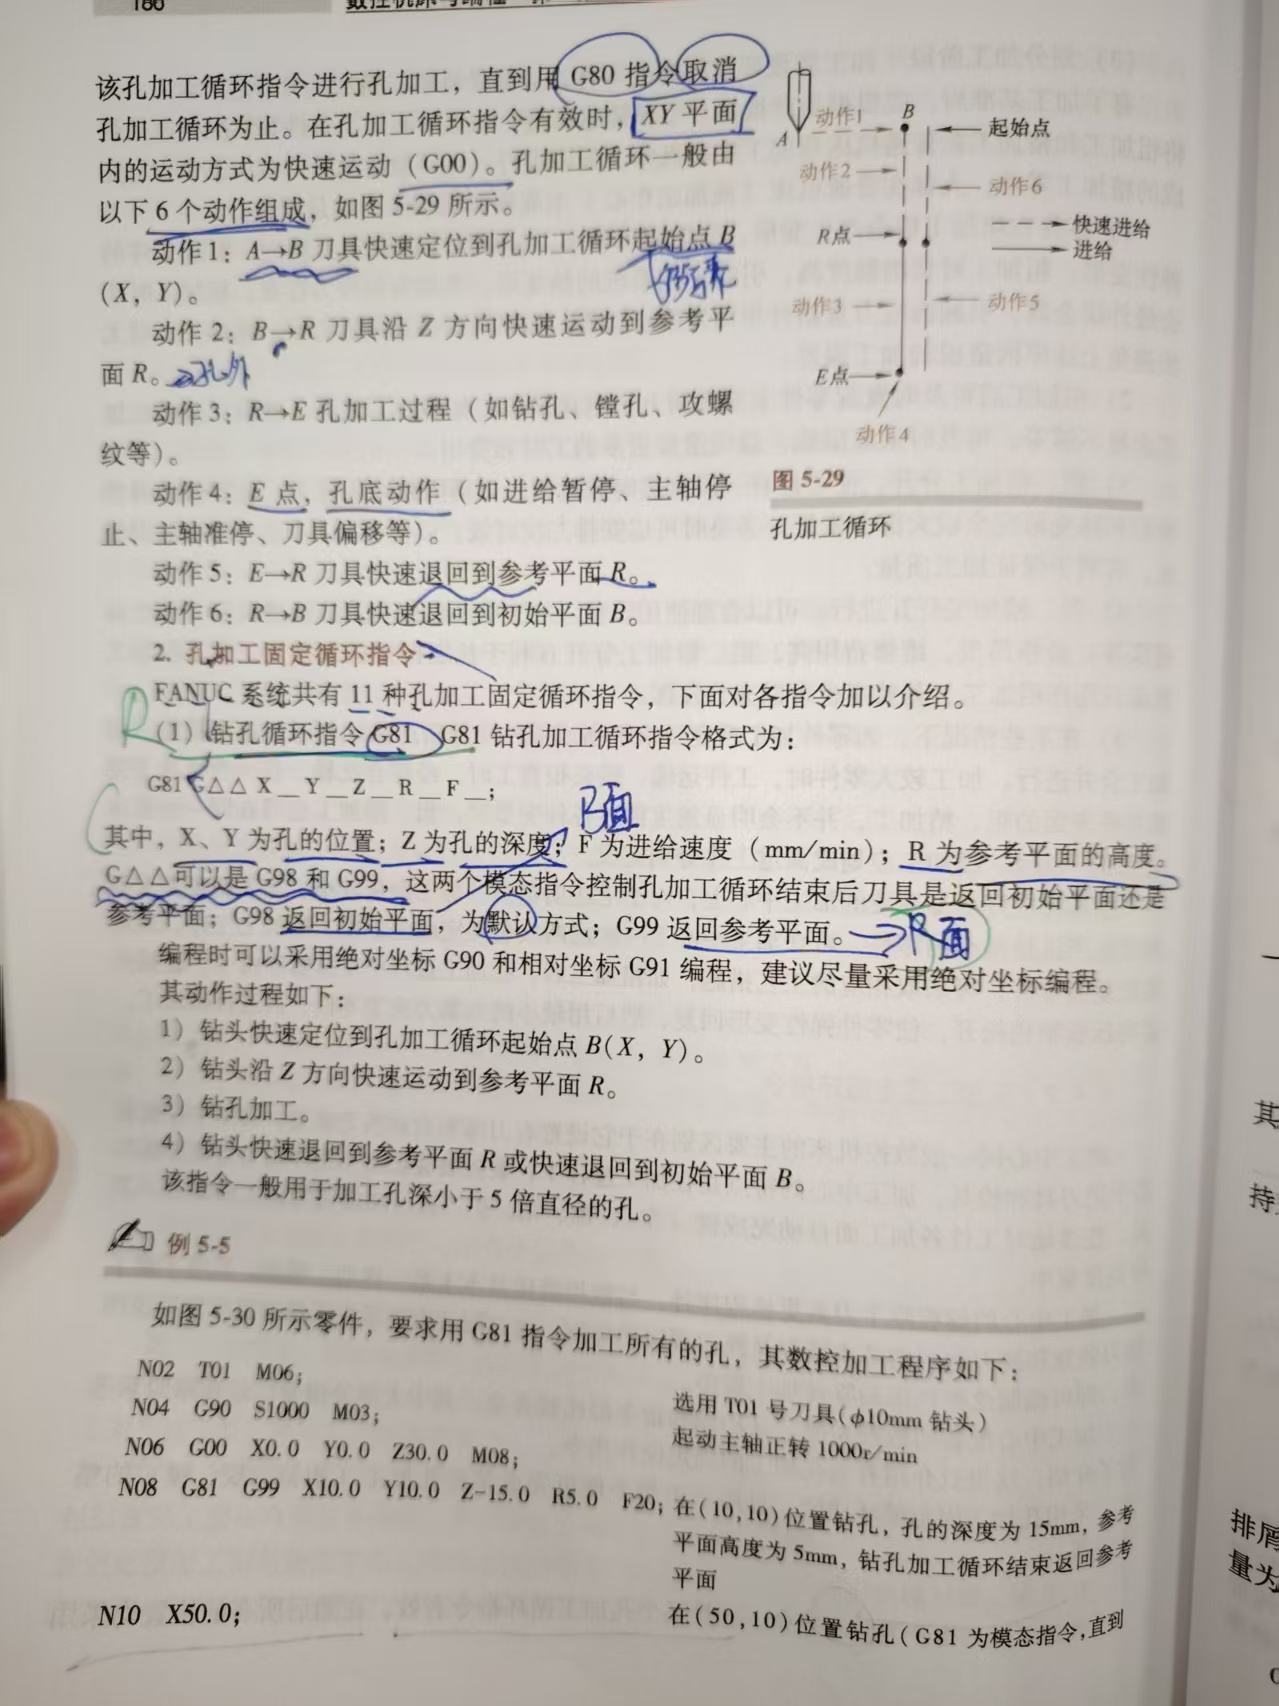 186
该孔加工循环指令进行孔加工，直到用 G80 指令取消
孔加工循环为止。在孔加工循环指令有效时，XY 平面
内的运动方式为快速运动（G00）。孔加工循环一般由
以下 6 个动作组成，如图 5-29 所示。
动作 1：A→B 刀具快速定位到孔加工循环起始点 B
(X，Y)。
动作 2：B→R 刀具沿 Z 方向快速运动到参考平
面 R。
孔外
动作 3：R→E 孔加工过程（如钻孔、镗孔、攻螺
纹等）。
动作 4：E 点，孔底动作（如进给暂停、主轴停
止、主轴准停、刀具偏移等）。
动作 5：E→R 刀具快速退回到参考平面 R。
动作 6：R→B 刀具快速退回到初始平面 B。
动作1
B
A
起始点
动作2
动作6
快速进给
进给
R点
动作3
动作5
E点
动作4
图 5-29
孔加工循环
2. 孔加工固定循环指令
FANUC 系统共有 11 种孔加工固定循环指令，下面对各指令加以介绍。
R
(1) 钻孔循环指令 G81　G81 钻孔加工循环指令格式为：
G81 G△△ X＿Y＿Z＿R＿F＿；
B面
其中，X、Y 为孔的位置；Z 为孔的深度；F 为进给速度（mm/min）；R 为参考平面的高度。
G△△可以是 G98 和 G99，这两个模态指令控制孔加工循环结束后刀具是返回初始平面还是
参考平面；G98 返回初始平面，为默认方式；G99 返回参考平面。
R面
编程时可以采用绝对坐标 G90 和相对坐标 G91 编程，建议尽量采用绝对坐标编程。
其动作过程如下：
1）钻头快速定位到孔加工循环起始点 B(X，Y)。
2）钻头沿 Z 方向快速运动到参考平面 R。
3）钻孔加工。
4）钻头快速退回到参考平面 R 或快速退回到初始平面 B。
该指令一般用于加工孔深小于 5 倍直径的孔。
例 5-5
如图 5-30 所示零件，要求用 G81 指令加工所有的孔，其数控加工程序如下：
N02 T01 M06;
选用 T01 号刀具(φ10mm 钻头)
N04 G90 S1000 M03;
起动主轴正转 1000r/min
N06 G00 X0.0 Y0.0 Z30.0 M08;
N08 G81 G99 X10.0 Y10.0 Z-15.0 R5.0 F20;
在(10,10)位置钻孔，孔的深度为 15mm，参考
平面高度为 5mm，钻孔加工循环结束返回参考
平面
N10 X50.0;
在(50,10)位置钻孔(G81 为模态指令,直到
其
持
排屑
量为